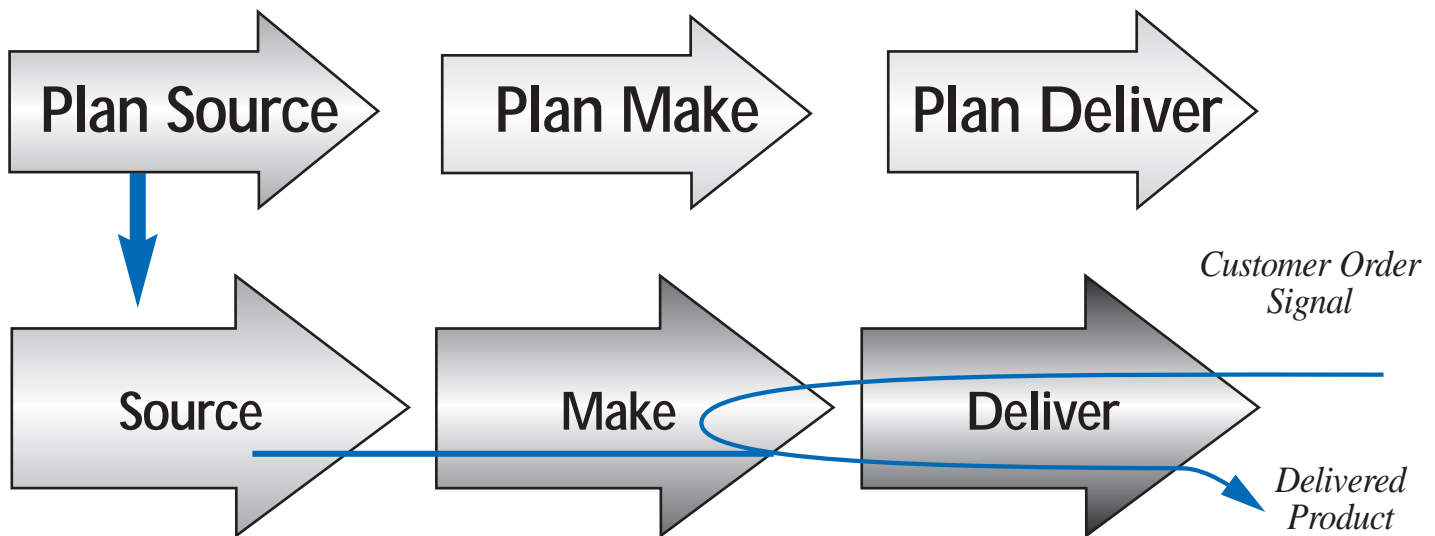 Plan Source
Plan Make
Plan Deliver
Customer Order
Signal
Source
Make
Deliver
Delivered
Product